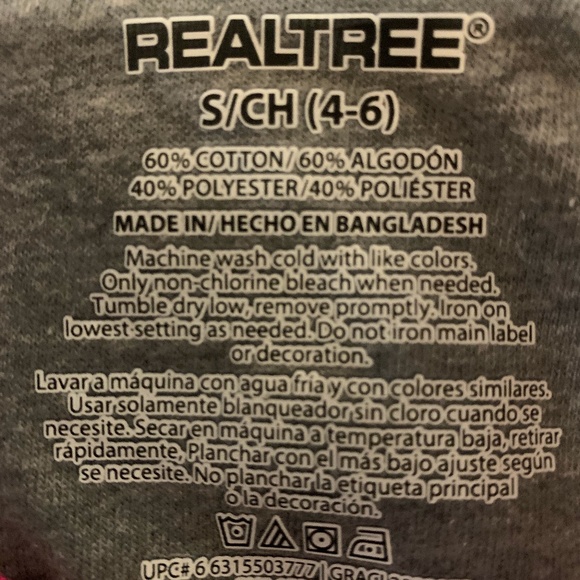 REALTREE®
S/CH (4-6)
60% COTTON/60% ALGODÓN
40% POLYESTER/40% POLIÉSTER
MADE IN/HECHO EN BANGLADESH
Machine wash cold with like colors.
Only non-chlorine bleach when needed.
Tumble dry low, remove promptly. Iron on
lowest setting as needed. Do not iron main label
or decoration.
Lavar a máquina con agua fría y con colores similares.
Usar solamente blanqueador sin cloro cuando se
necesite. Secar en máquina a temperatura baja, retirar
rápidamente, Planchar con el más bajo ajuste según
se necesite. No planchar la etiqueta principal
o la decoración.
UPC# 6 6315503777